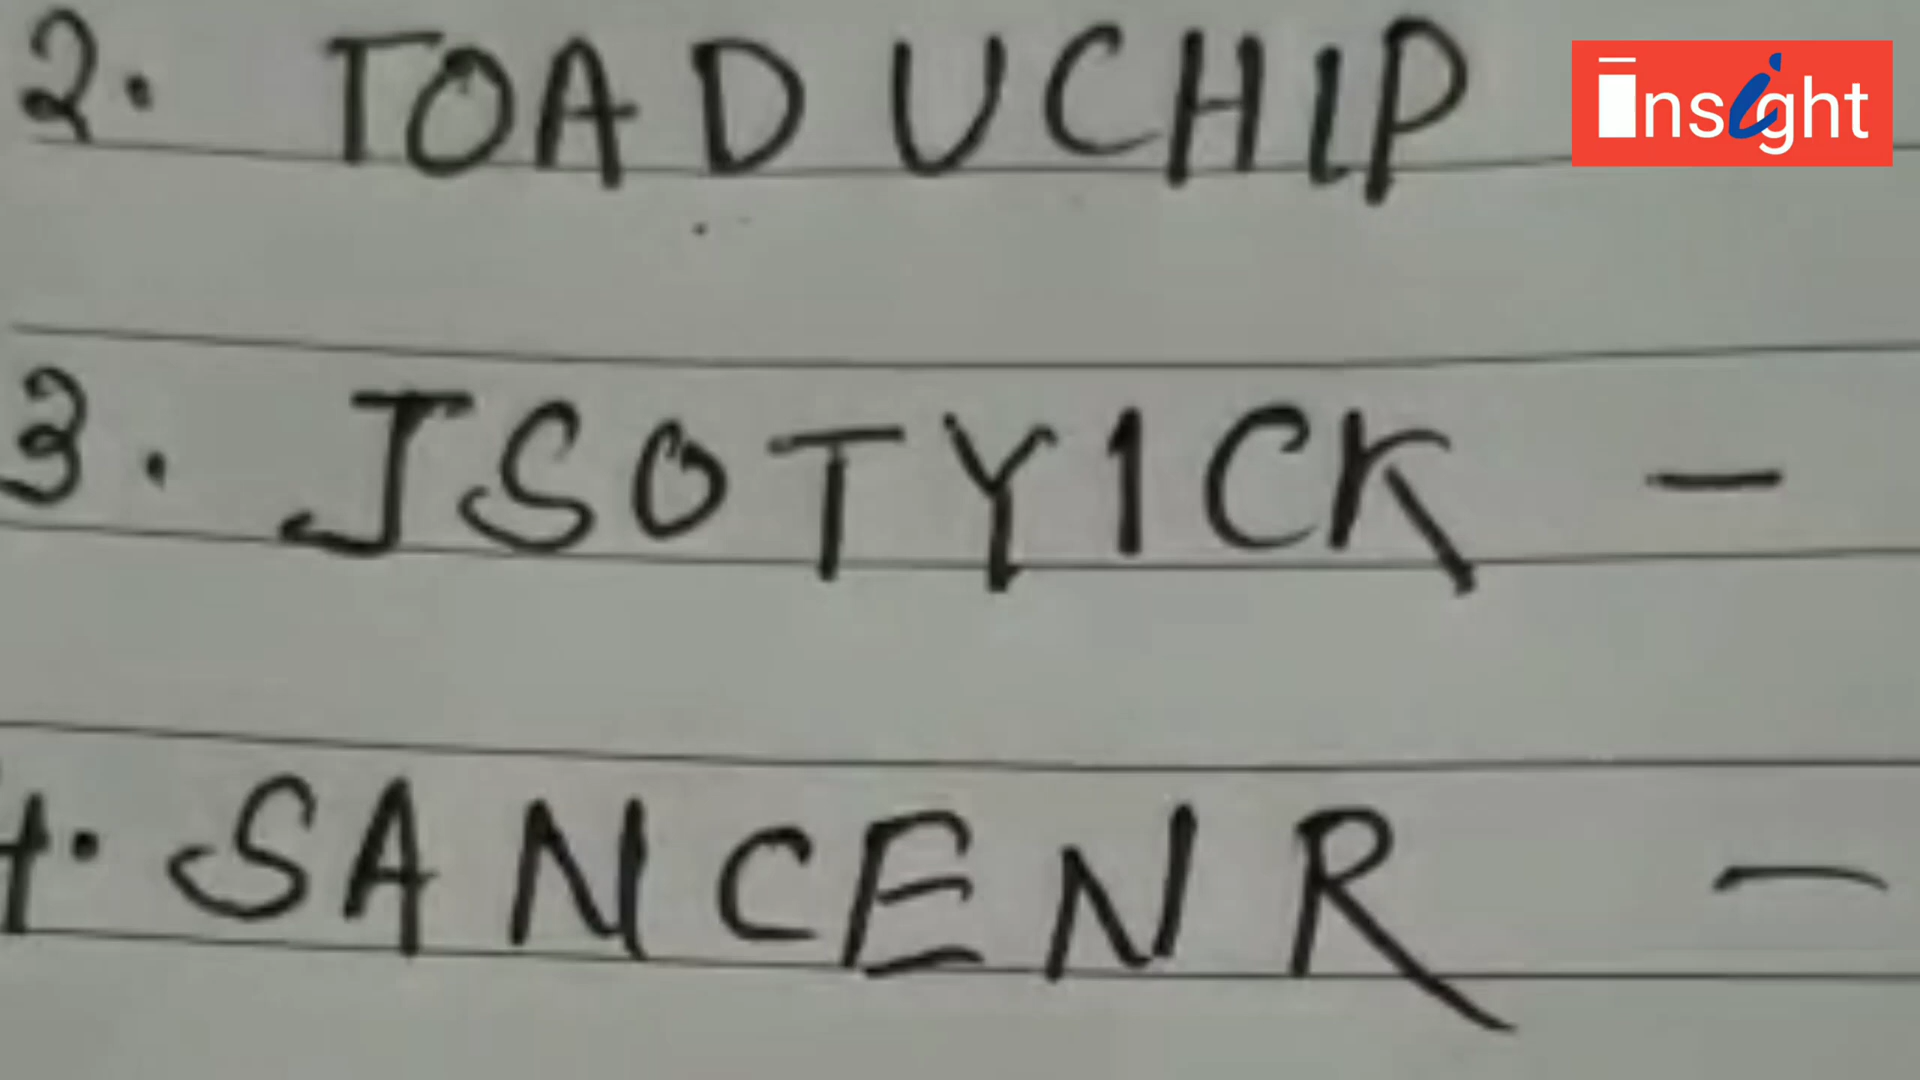 2. TOADUCHIP
Insight
3. JSOTYICK -
4. SANCENR -